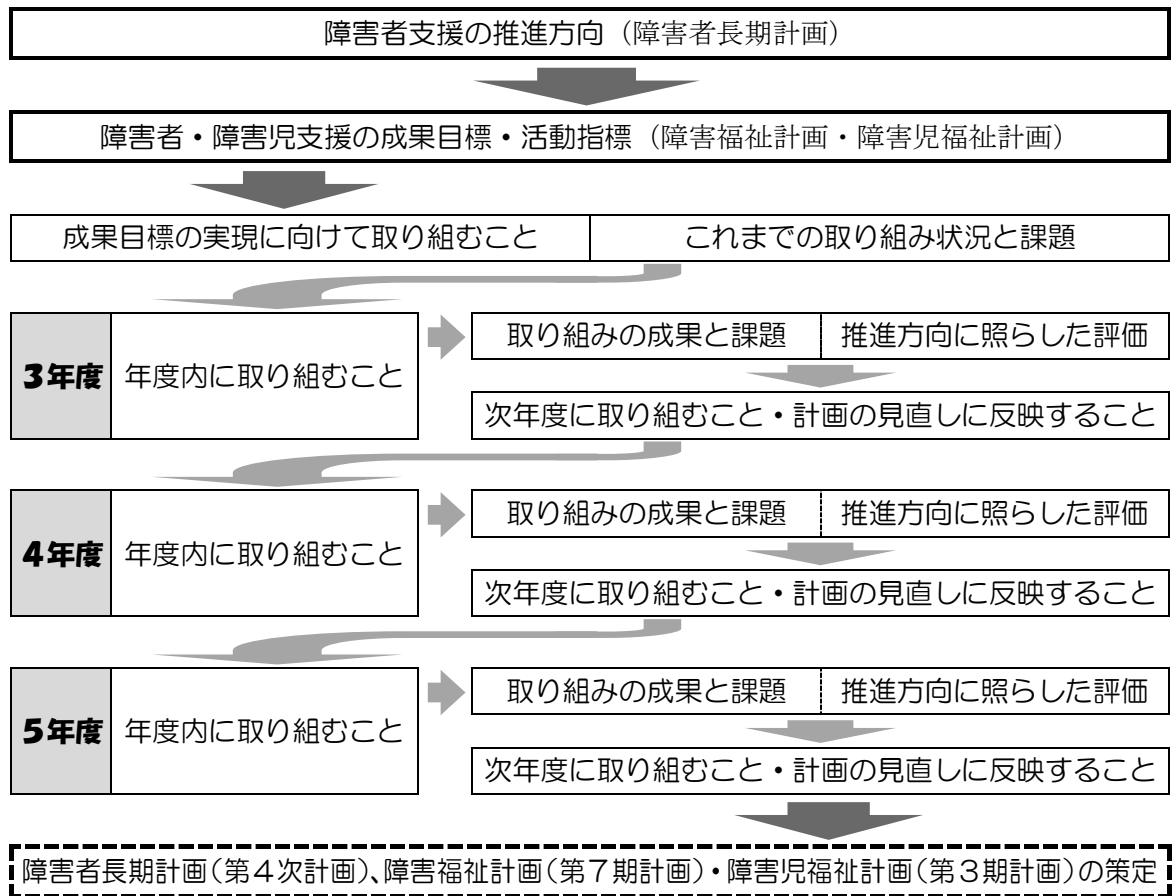 障害者支援の推進方向（障害者長期計画）
障害者・障害児支援の成果目標・活動指標（障害福祉計画・障害児福祉計画）
成果目標の実現に向けて取り組むこと
これまでの取り組み状況と課題
3年度
年度内に取り組むこと
取り組みの成果と課題
推進方向に照らした評価
次年度に取り組むこと・計画の見直しに反映すること
4年度
年度内に取り組むこと
取り組みの成果と課題
推進方向に照らした評価
次年度に取り組むこと・計画の見直しに反映すること
5年度
年度内に取り組むこと
取り組みの成果と課題
推進方向に照らした評価
次年度に取り組むこと・計画の見直しに反映すること
障害者長期計画（第４次計画）、障害福祉計画（第７期計画）・障害児福祉計画（第３期計画）の策定